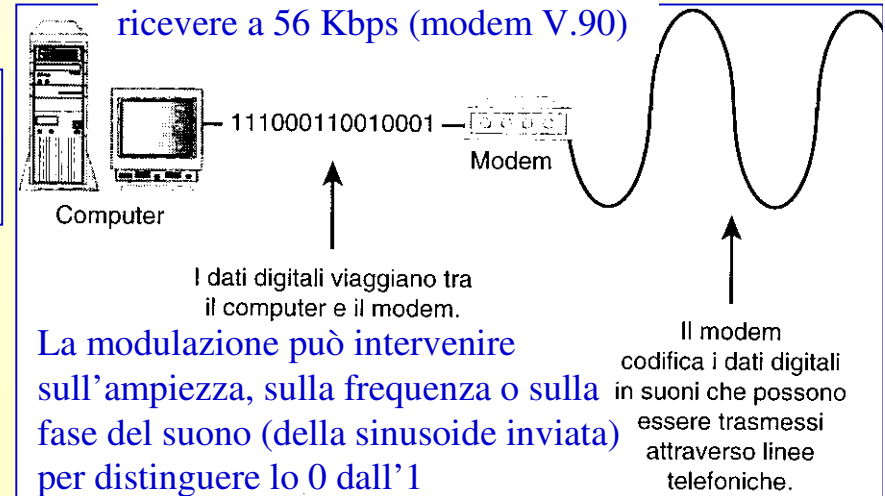 ricevere a 56 Kbps (modem V.90)
111000110010001
Modem
Computer
I dati digitali viaggiano tra
il computer e il modem.
La modulazione può intervenire
sull'ampiezza, sulla frequenza o sulla
fase del suono (della sinusoide inviata)
per distinguere lo 0 dall'1
Il modem
codifica i dati digitali
in suoni che possono
essere trasmessi
attraverso linee
telefoniche.